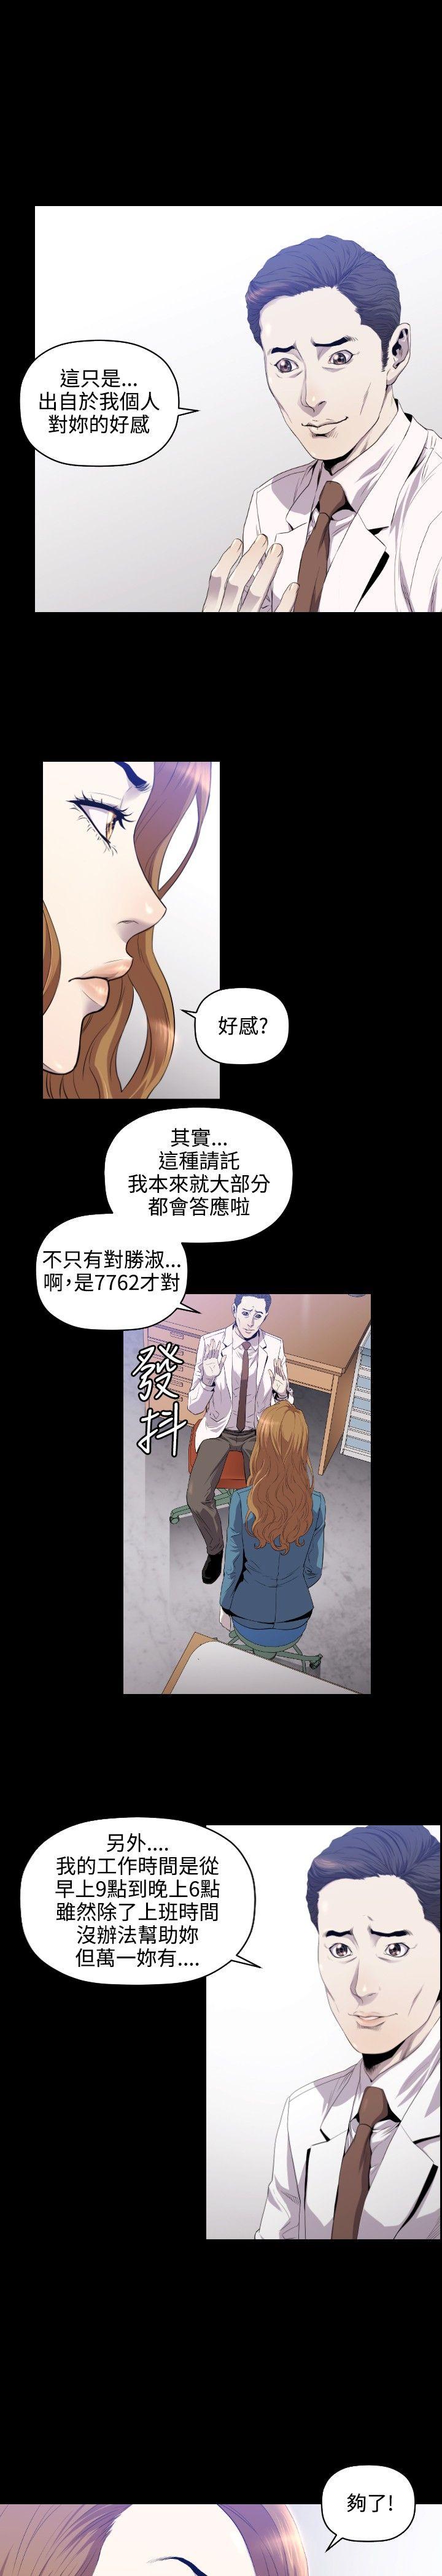 這只是...
出自於我個人
對妳的好感
好感?
其實...
這種請託
我本來就大部分
都會答應啦
不只有對勝淑...
啊,是7762才對
發抖
另外....
我的工作時間是從
早上9點到晚上6點
雖然除了上班時間
沒辦法幫助妳
但萬一妳有....
夠了!